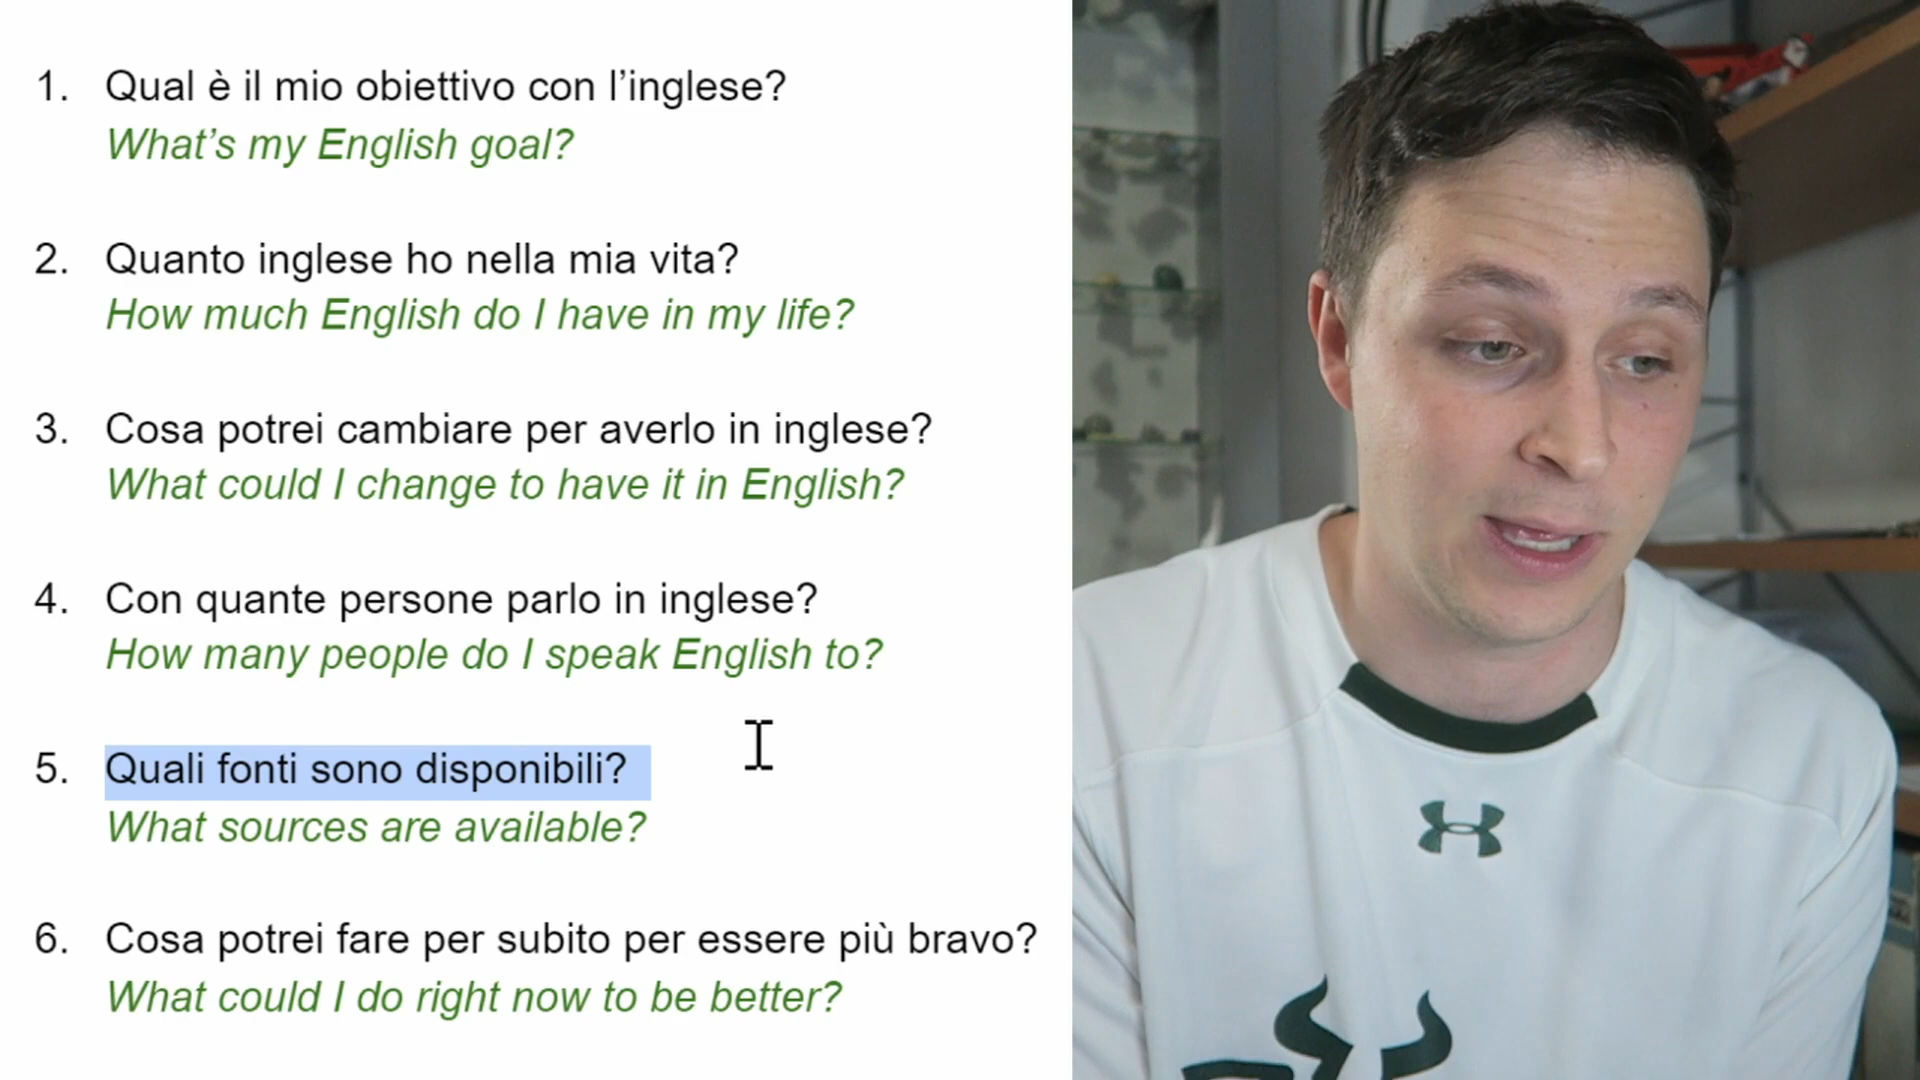 1. Qual è il mio obiettivo con l’inglese?
What’s my English goal?
2. Quanto inglese ho nella mia vita?
How much English do I have in my life?
3. Cosa potrei cambiare per averlo in inglese?
What could I change to have it in English?
4. Con quante persone parlo in inglese?
How many people do I speak English to?
5. Quali fonti sono disponibili?
What sources are available?
6. Cosa potrei fare per subito per essere più bravo?
What could I do right now to be better?